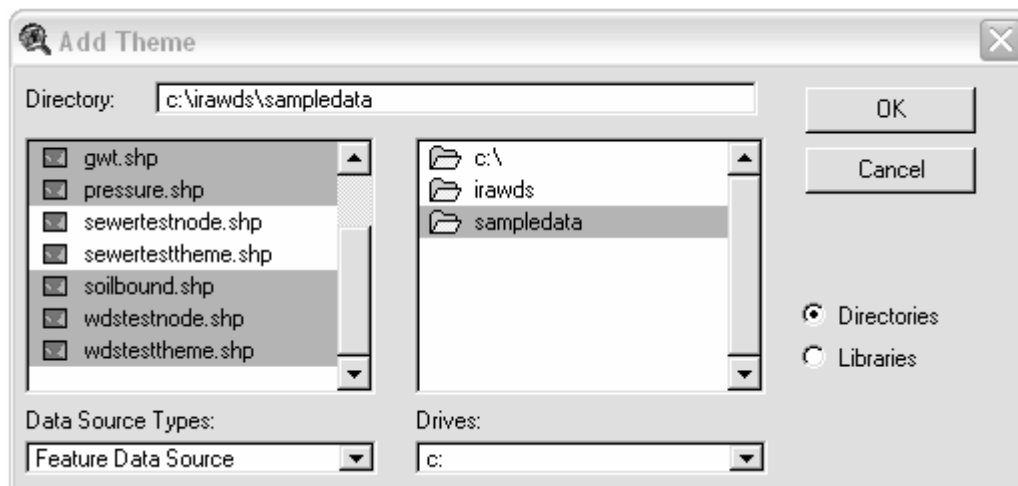 Add Theme
Directory: c:\irawds\sampledata
OK
Cancel
gwt.shp
pressure.shp
sewertestnode.shp
sewertesttheme.shp
soilbound.shp
wdstestnode.shp
wdstesttheme.shp
c:\
irawds
sampledata
Directories
Libraries
Data Source Types:
Feature Data Source
Drives:
c: